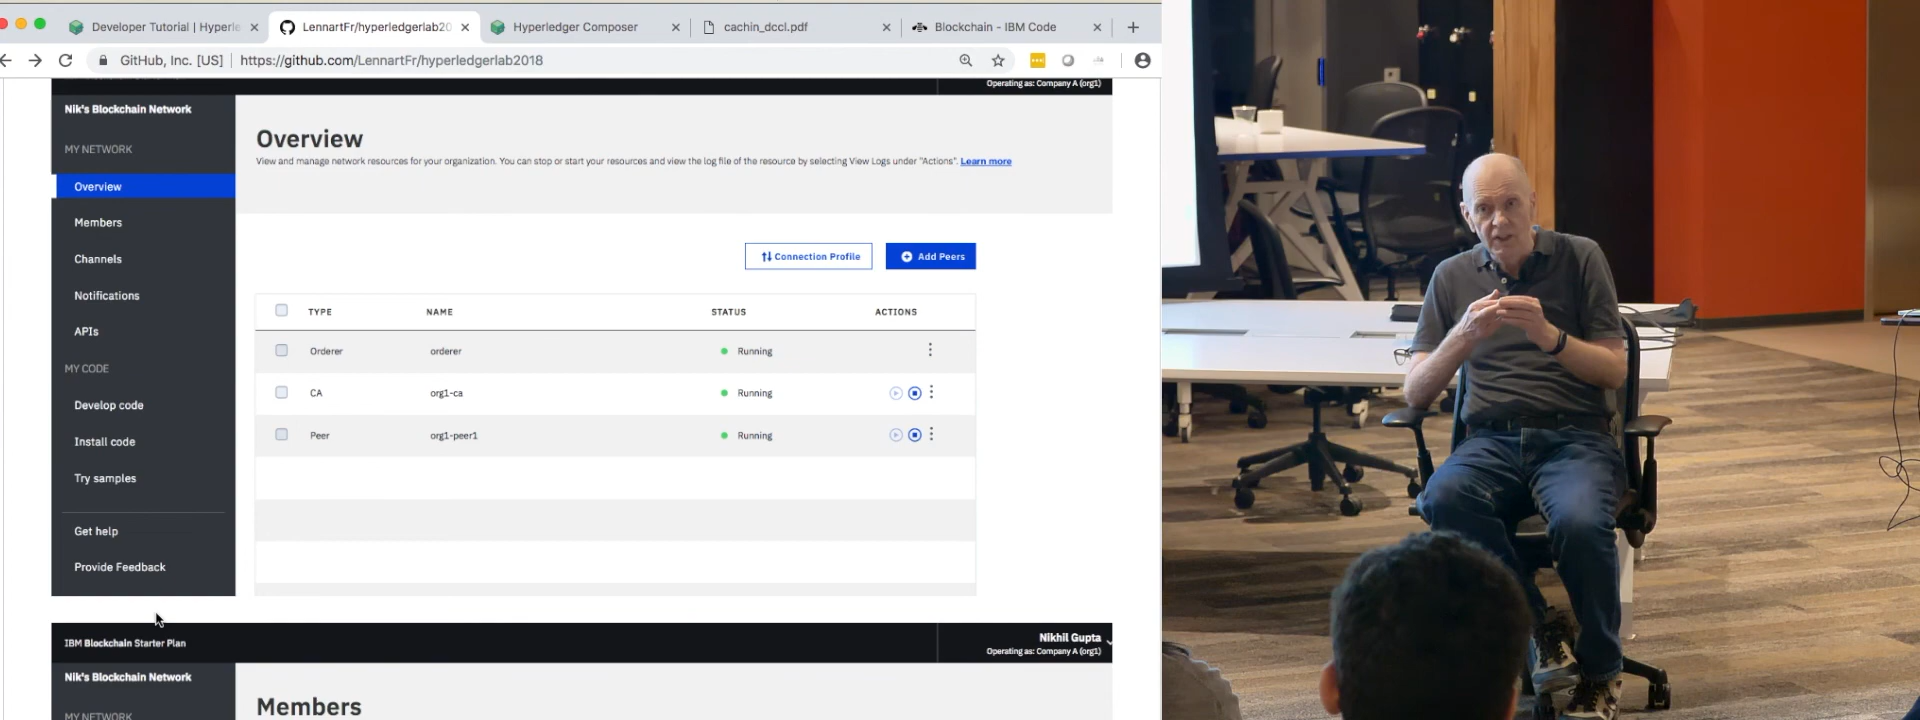 Developer Tutorial | Hyperle
LennartFr/hyperledgerlab20
Hyperledger Composer
cachin_dccl.pdf
Blockchain - IBM Code
GitHub, Inc. [US]
https://github.com/LennartFr/hyperledgerlab2018
Operating as: Company A (org1)
Nik's Blockchain Network
MY NETWORK
Overview
Members
Channels
Notifications
APIs
MY CODE
Develop code
Install code
Try samples
Get help
Provide Feedback
Overview
View and manage network resources for your organization. You can stop or start your resources and view the log file of the resource by selecting View Logs under "Actions". Learn more
Connection Profile
Add Peers
TYPE NAME STATUS ACTIONS
Orderer orderer Running
CA org1-ca Running
Peer org1-peer1 Running
IBM Blockchain Starter Plan
Nikhil Gupta
Operating as: Company A (org1)
Nik's Blockchain Network
MY NETWORK
Members